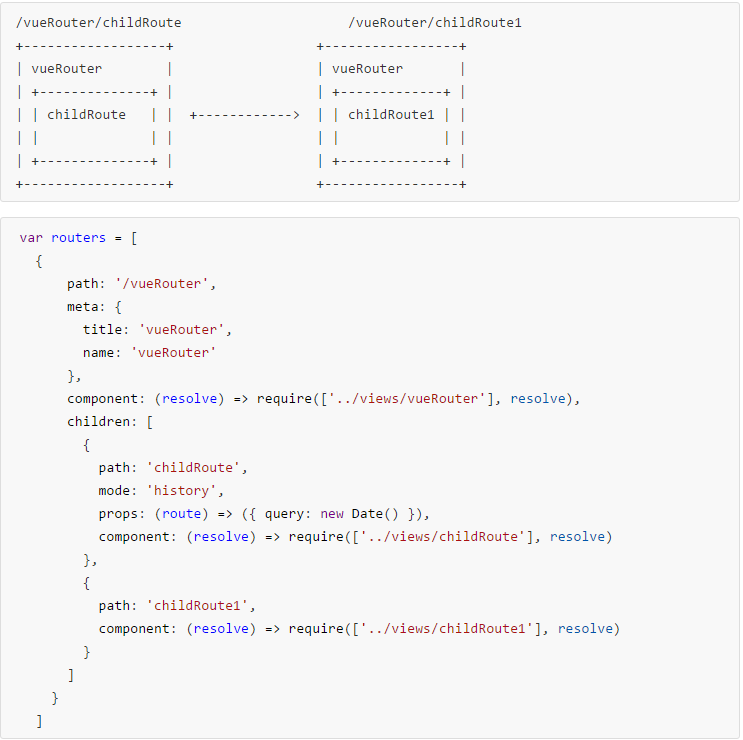 /vueRouter/childRoute                     /vueRouter/childRoute1
+------------------+                  +-----------------+
| vueRouter        |                  | vueRouter       |
| +--------------+ |                  | +-------------+ |
| | childRoute   | |  +------------>  | | childRoute1 | |
| |              | |                  | |             | |
| +--------------+ |                  | +-------------+ |
+------------------+                  +-----------------+
var routers = [
  {
      path: '/vueRouter',
      meta: {
        title: 'vueRouter',
        name: 'vueRouter'
      },
      component: (resolve) => require(['../views/vueRouter'], resolve),
      children: [
        {
          path: 'childRoute',
          mode: 'history',
          props: (route) => ({ query: new Date() }),
          component: (resolve) => require(['../views/childRoute'], resolve)
        },
        {
          path: 'childRoute1',
          component: (resolve) => require(['../views/childRoute1'], resolve)
        }
      ]
    }
  ]